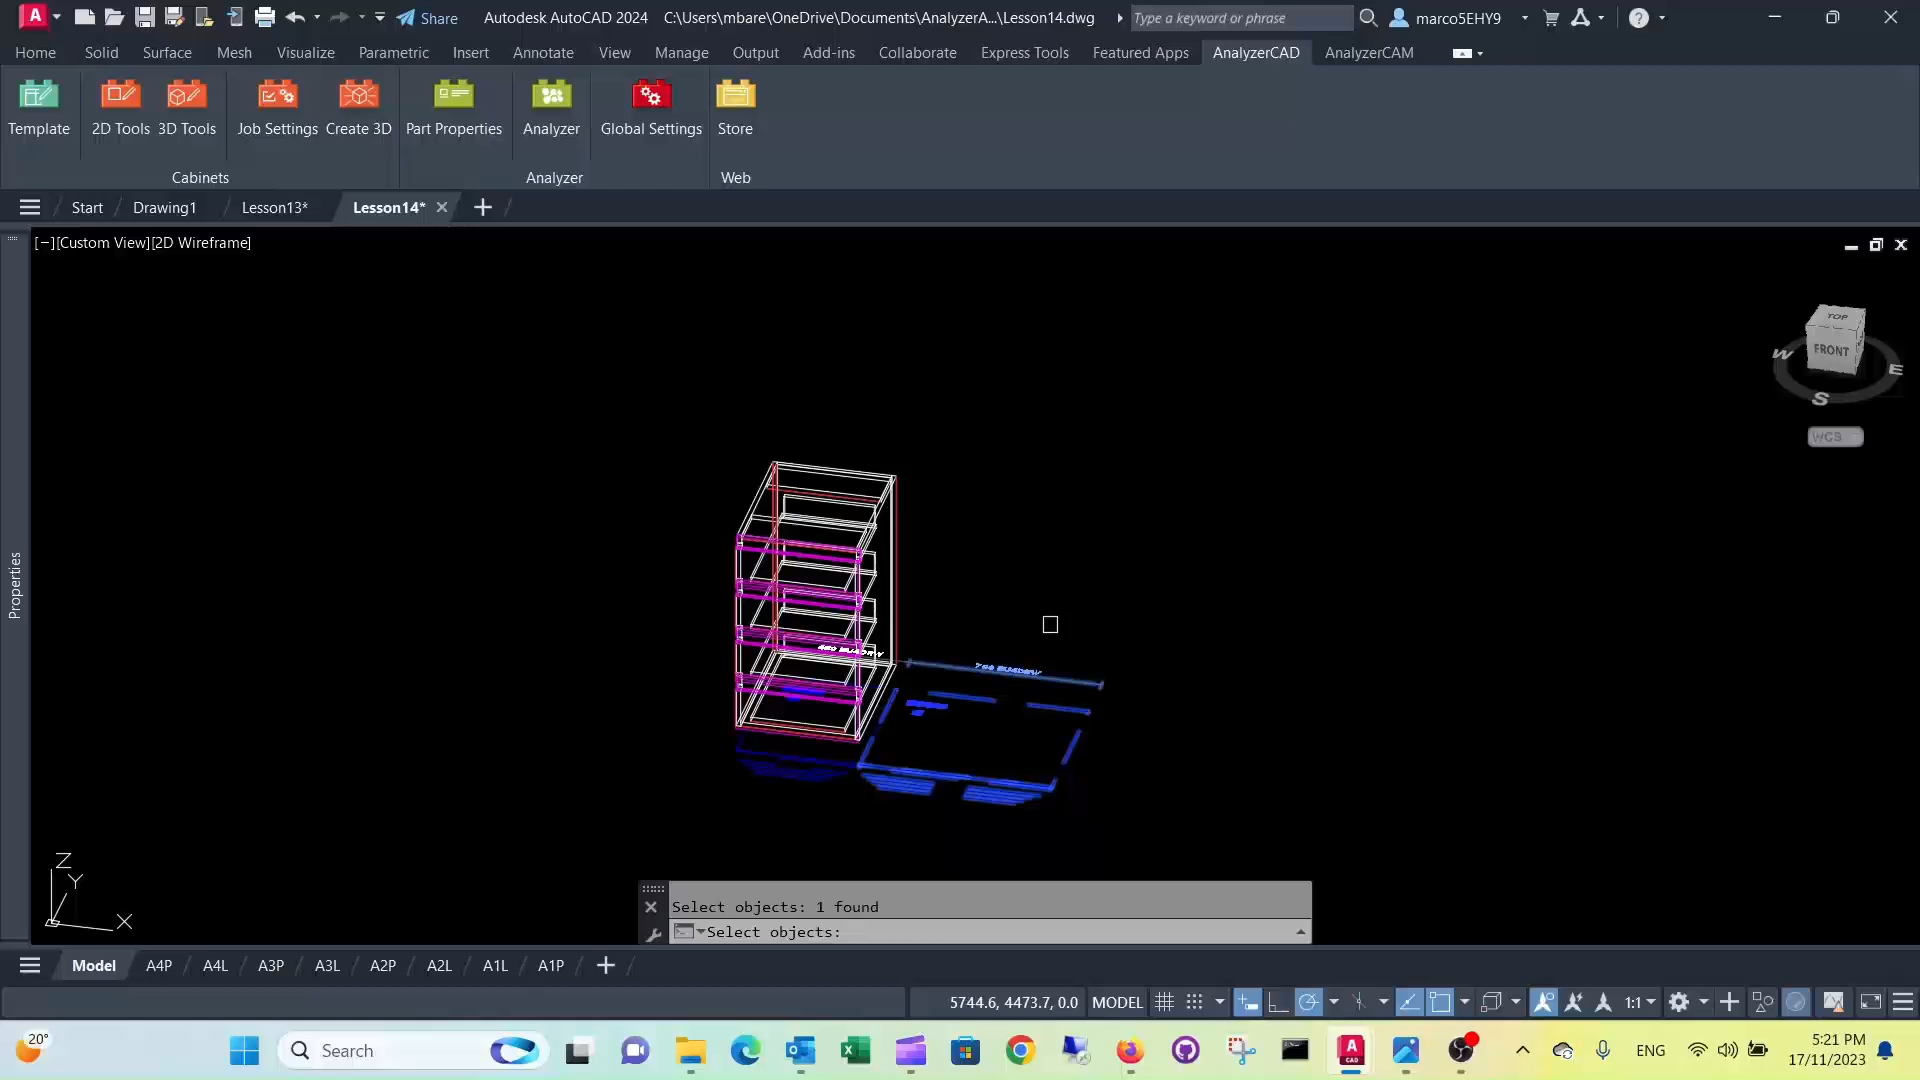 Share
Autodesk AutoCAD 2024 C:\Users\mbare\OneDrive\Documents\AnalyzerA...\Lesson14.dwg
Type a keyword or phrase
marco5EHY9
Home Solid Surface Mesh Visualize Parametric Insert Annotate View Manage Output Add-ins Collaborate Express Tools Featured Apps AnalyzerCAD AnalyzerCAM
Template 2D Tools 3D Tools Job Settings Create 3D Part Properties Analyzer Global Settings Store
Cabinets Analyzer Web
Start Drawing1 Lesson13* Lesson14*
[−][Custom View][2D Wireframe]
TOP
FRONT
W
E
S
WCS
Properties
Z
Y
X
Select objects: 1 found
Select objects:
Model A4P A4L A3P A3L A2P A2L A1L A1P
5744.6, 4473.7, 0.0 MODEL 1:1
20°
Search
A CAD
ENG
5:21 PM
17/11/2023